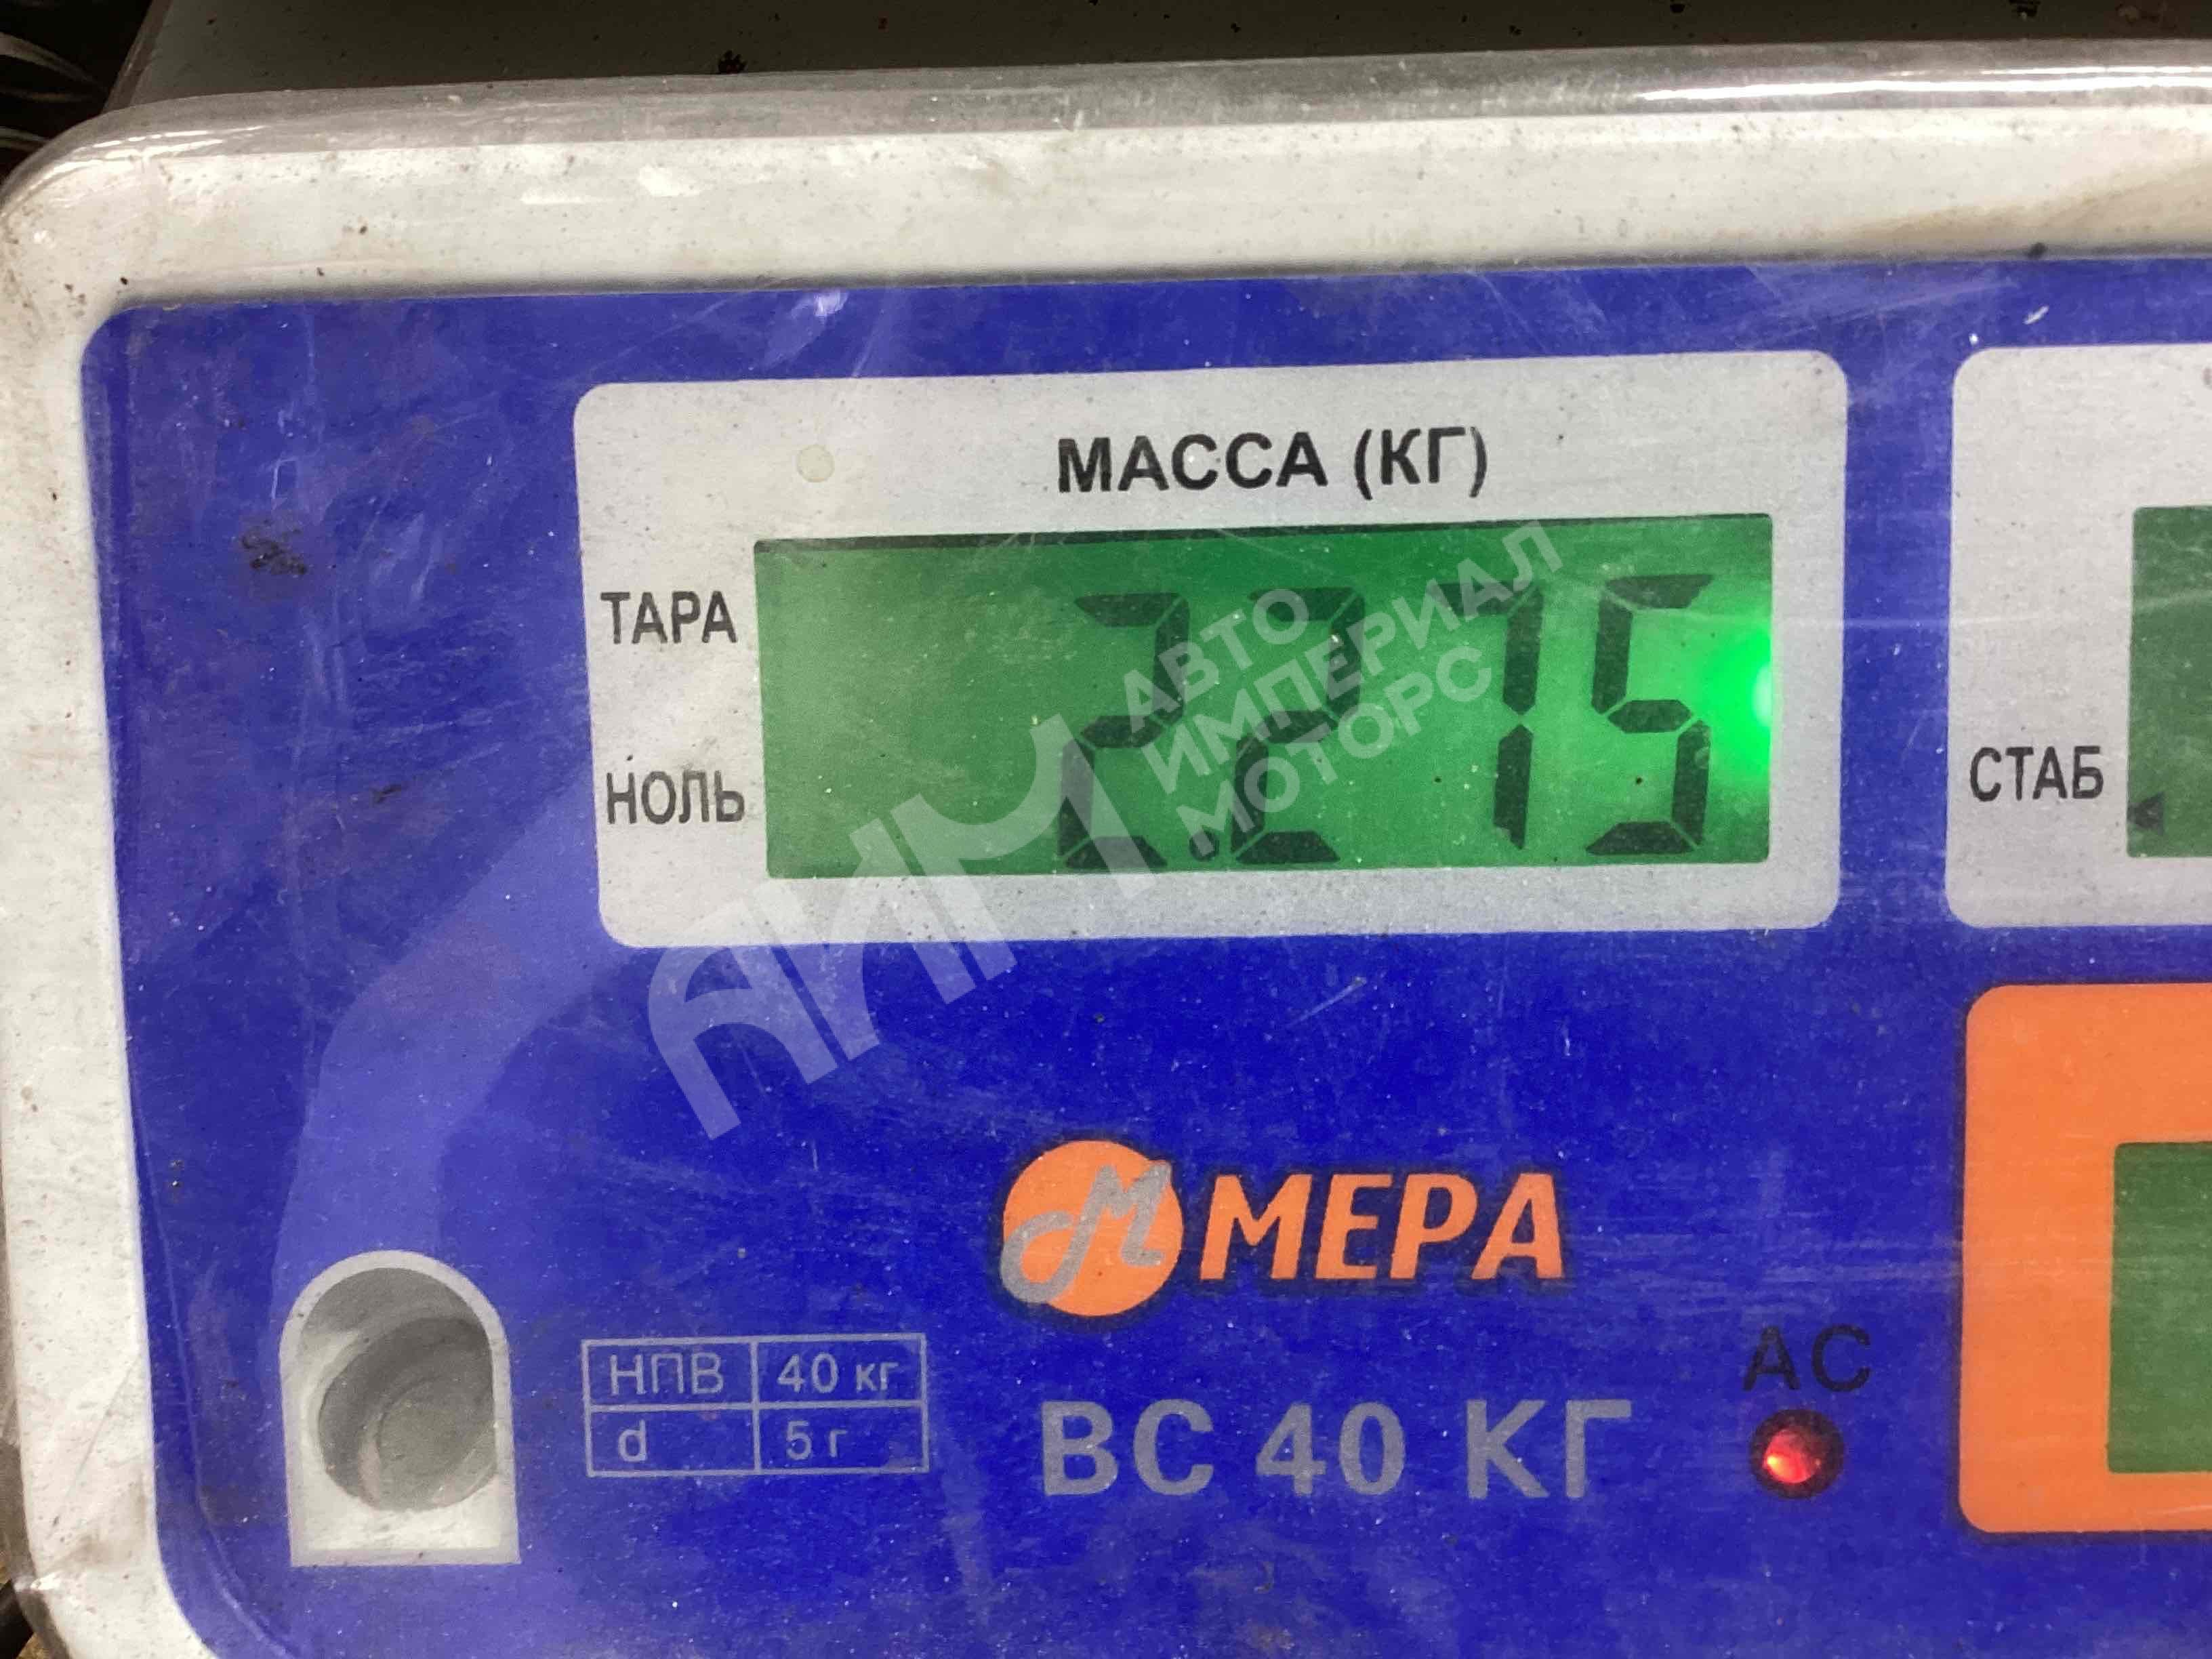 МАССА (КГ)
ТАРА
2.275
НОЛЬ
СТАБ
АИМ
АВТО
ИМПЕРИАЛ
МОТОРС
М МЕРА
НПВ 40 кг
d 5 г
ВС 40 КГ
АС